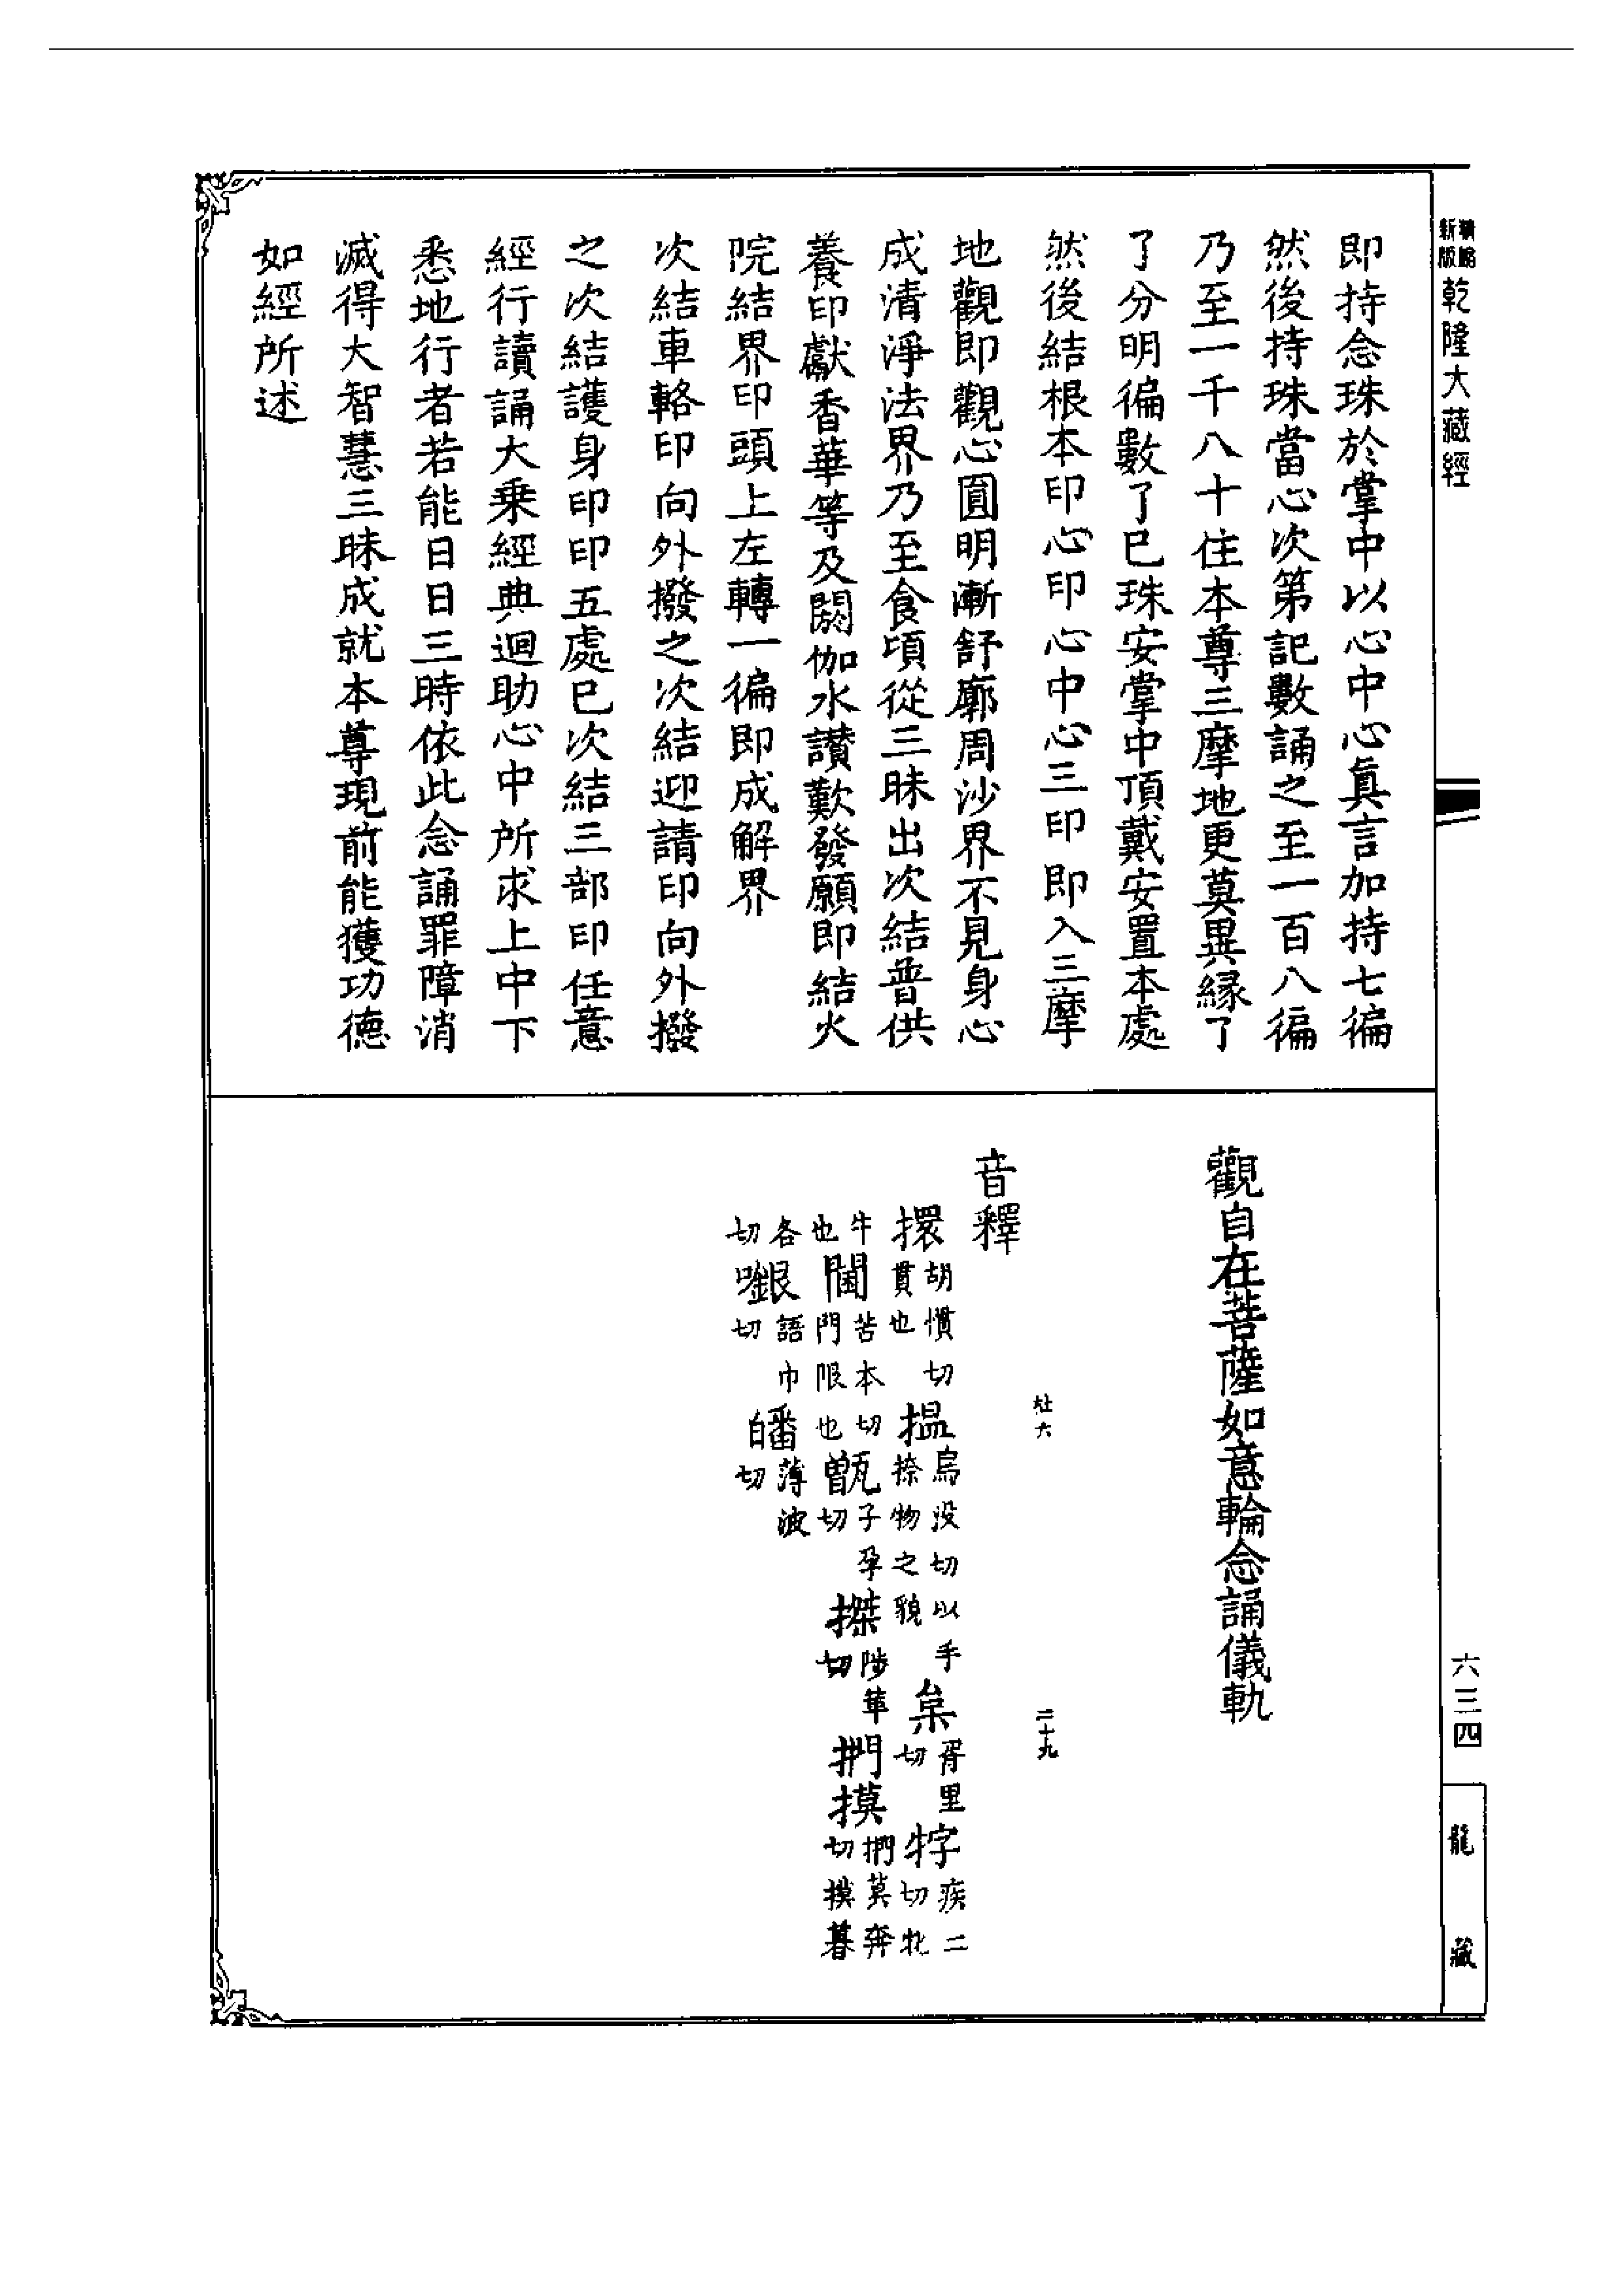 新版精縮乾隆大藏經
即持念珠於掌中以心中心真言加持七徧
然後持珠當心次第記數誦之至一百八徧
乃至一千八十住本尊三摩地更莫異緣了
了分明徧數了已珠安掌中頂戴安置本處
然後結根本印心印心中心三印即入三摩
地觀即觀心圓明漸舒廓周沙界不見身心
成清淨法界乃至食頃從三昧出次結普供
養印獻香華等及閼伽水讚歎發願即結火
院結界印頭上左轉一徧即成解界
次結車輅印向外撥之次結迎請印向外撥
之次結護身印印五處已次結三部印任意
經行讀誦大乘經典迴助心中所求上中下
悉地行者若能日日三時依此念誦罪障消
滅得大智慧三昧成就本尊現前能獲功德
如經所述
觀自在菩薩如意輪念誦儀軌
杜六 二十九
音釋
擐胡慣切貫也 搵烏沒切以手捺物之貌 枲胥里切 牸疾二切牝
牛也 閫苦本切門限也 甑子孕切 搩陟革切 捫摸捫莫奔切摸暮
各切 㘔語巾切 皤薄波切
六三四
龍藏